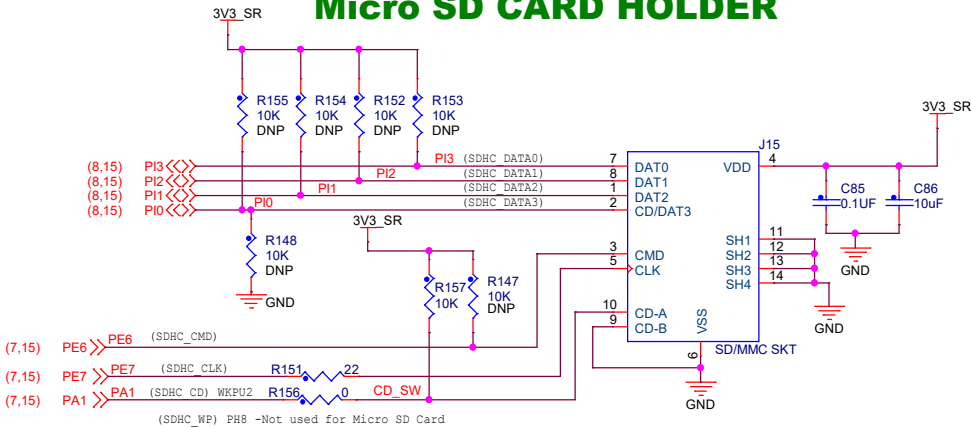 Micro SD CARD HOLDER
3V3_SR
R155 10K DNP
R154 10K DNP
R152 10K DNP
R153 10K DNP
3V3_SR
J15
(8,15) PI3 PI3 (SDHC_DATA0) 7 DAT0 VDD 4
(8,15) PI2 PI2 (SDHC_DATA1) 8 DAT1
(8,15) PI1 PI1 (SDHC_DATA2) 1 DAT2
(8,15) PI0 PI0 (SDHC_DATA3) 2 CD/DAT3
C85 0.1UF
C86 10uF
GND
R148 10K DNP
GND
3V3_SR
R157 10K
R147 10K DNP
3 CMD
5 CLK
10 CD-A
9 CD-B
SH1 11
SH2 12
SH3 13
SH4 14
GND
VSS
6
SD/MMC SKT
GND
(7,15) PE6 PE6 (SDHC_CMD)
(7,15) PE7 PE7 (SDHC_CLK) R151 22
(7,15) PA1 PA1 (SDHC CD) WKPU2 R156 0 CD_SW
(SDHC_WP) PH8 -Not used for Micro SD Card